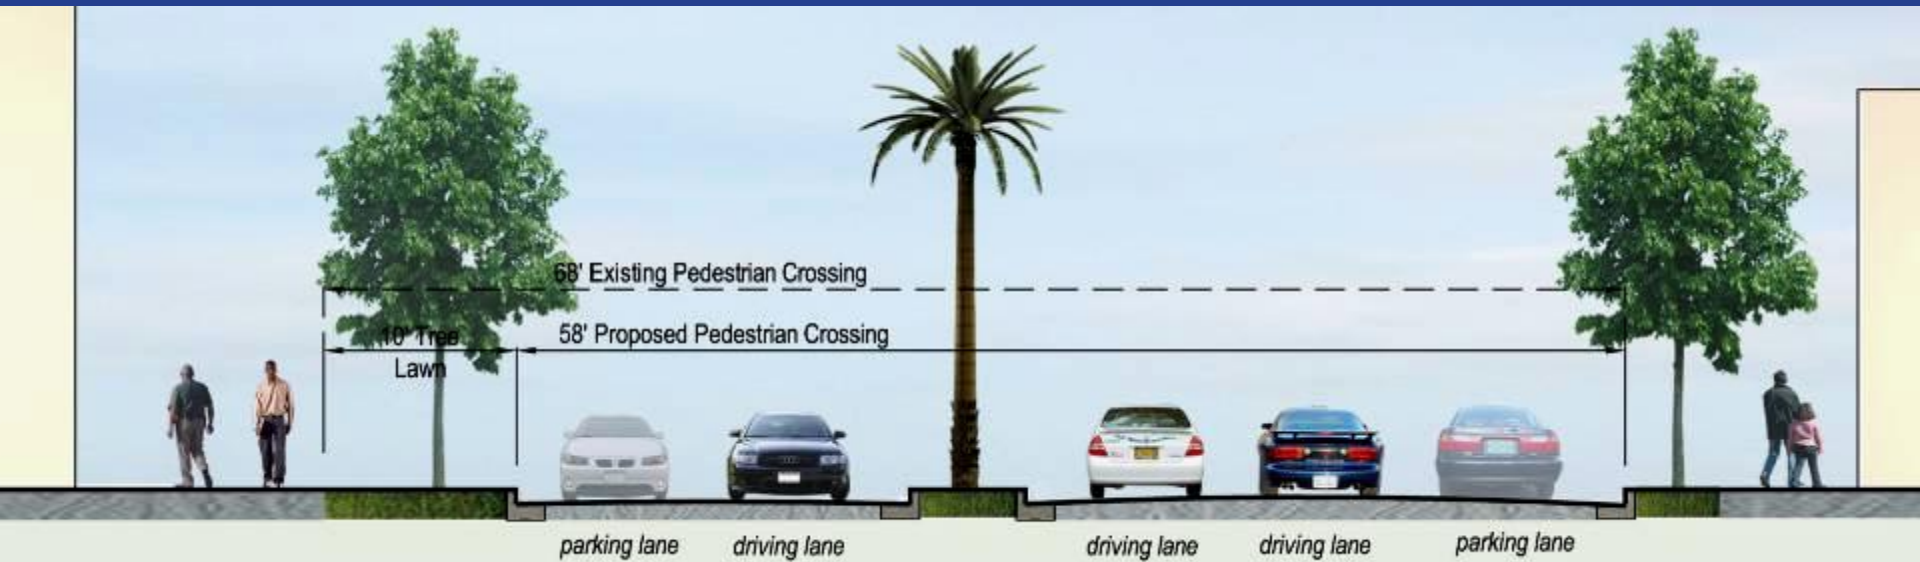 68' Existing Pedestrian Crossing
10' Tree
Lawn
58' Proposed Pedestrian Crossing
parking lane
driving lane
driving lane
driving lane
parking lane